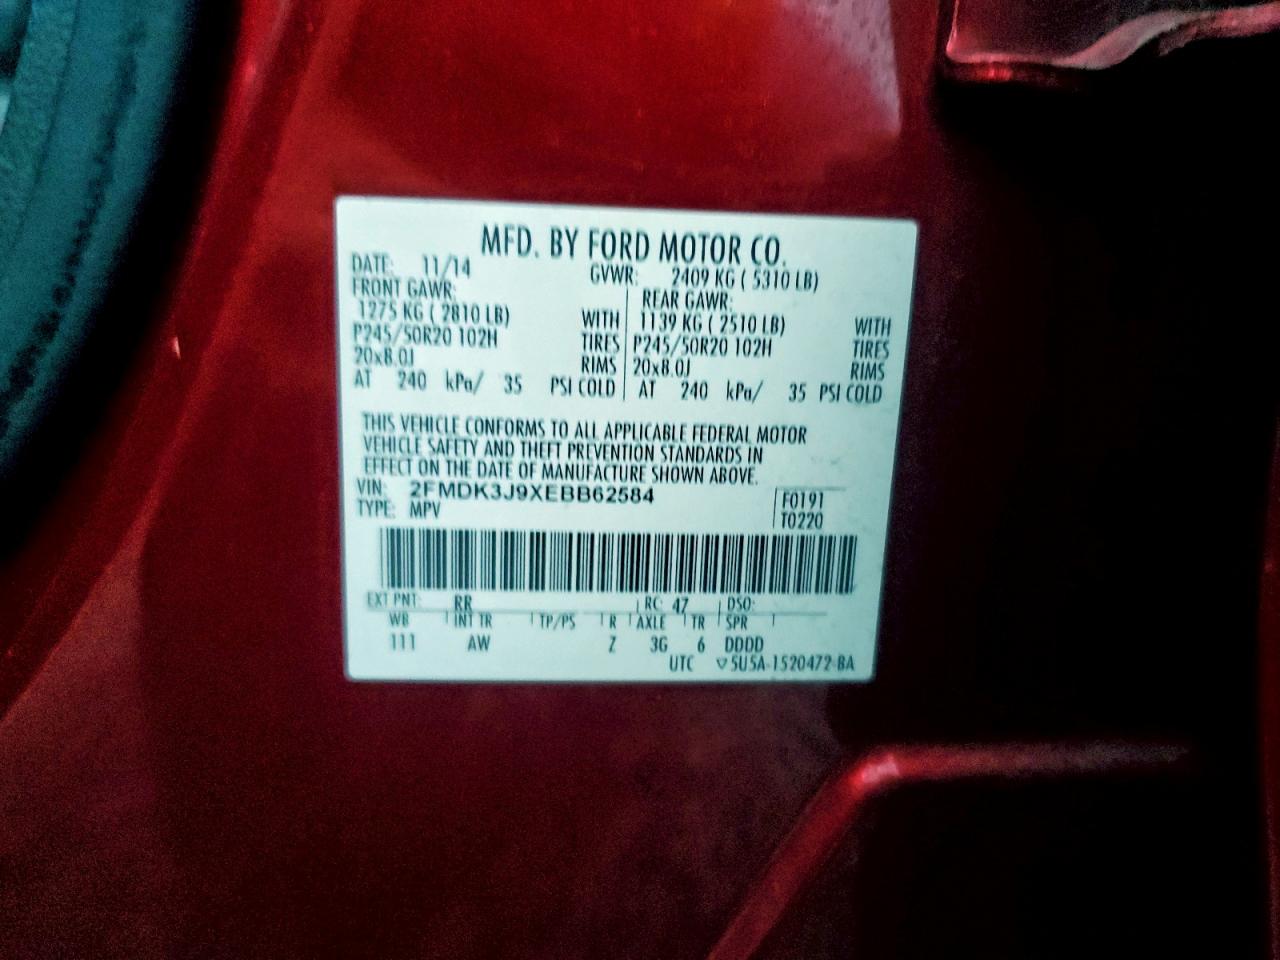 MFD. BY FORD MOTOR CO.
DATE: 11/14 GVWR: 2409 KG ( 5310 LB)
FRONT GAWR: REAR GAWR:
1275 KG ( 2810 LB) WITH 1139 KG ( 2510 LB) WITH
P245/50R20 102H TIRES P245/50R20 102H TIRES
20x8.0J RIMS 20x8.0J RIMS
AT 240 kPa/ 35 PSI COLD AT 240 kPa/ 35 PSI COLD
THIS VEHICLE CONFORMS TO ALL APPLICABLE FEDERAL MOTOR
VEHICLE SAFETY AND THEFT PREVENTION STANDARDS IN
EFFECT ON THE DATE OF MANUFACTURE SHOWN ABOVE.
VIN: 2FMDK3J9XEBB62584 F0191
TYPE: MPV T0220
EXT PNT: RR RC: 47 DSO:
WB INT TR TP/PS R AXLE TR SPR
111 AW Z 3G 6 DDDD
UTC ▽5U5A-1520472-BA